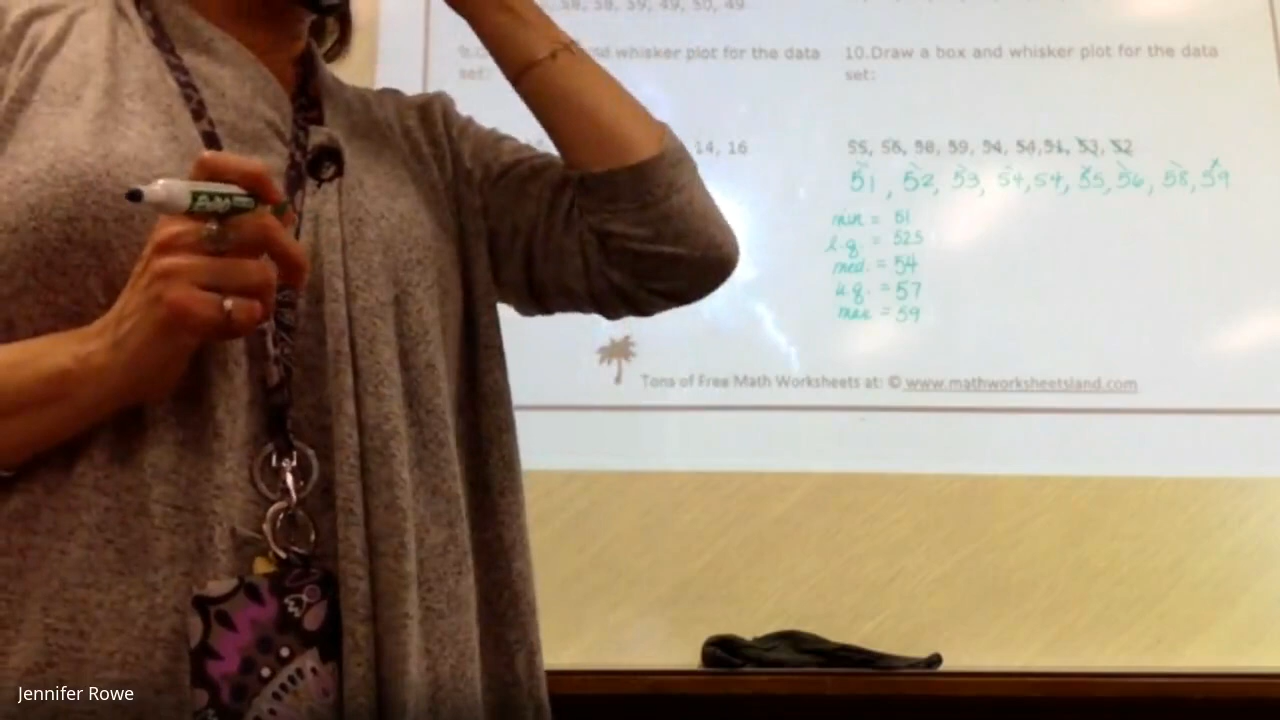 58, 58, 59, 49, 50, 49
9. whisker plot for the data
set:
14, 16
10.Draw a box and whisker plot for the data
set:
55, 56, 58, 59, 54, 54,51, 53, 52
51, 52, 53, 54,54, 55,56, 58,59
min = 51
l.q. = 52.5
med. = 54
u.q. = 57
max = 59
Tons of Free Math Worksheets at: © www.mathworksheetsland.com
Jennifer Rowe